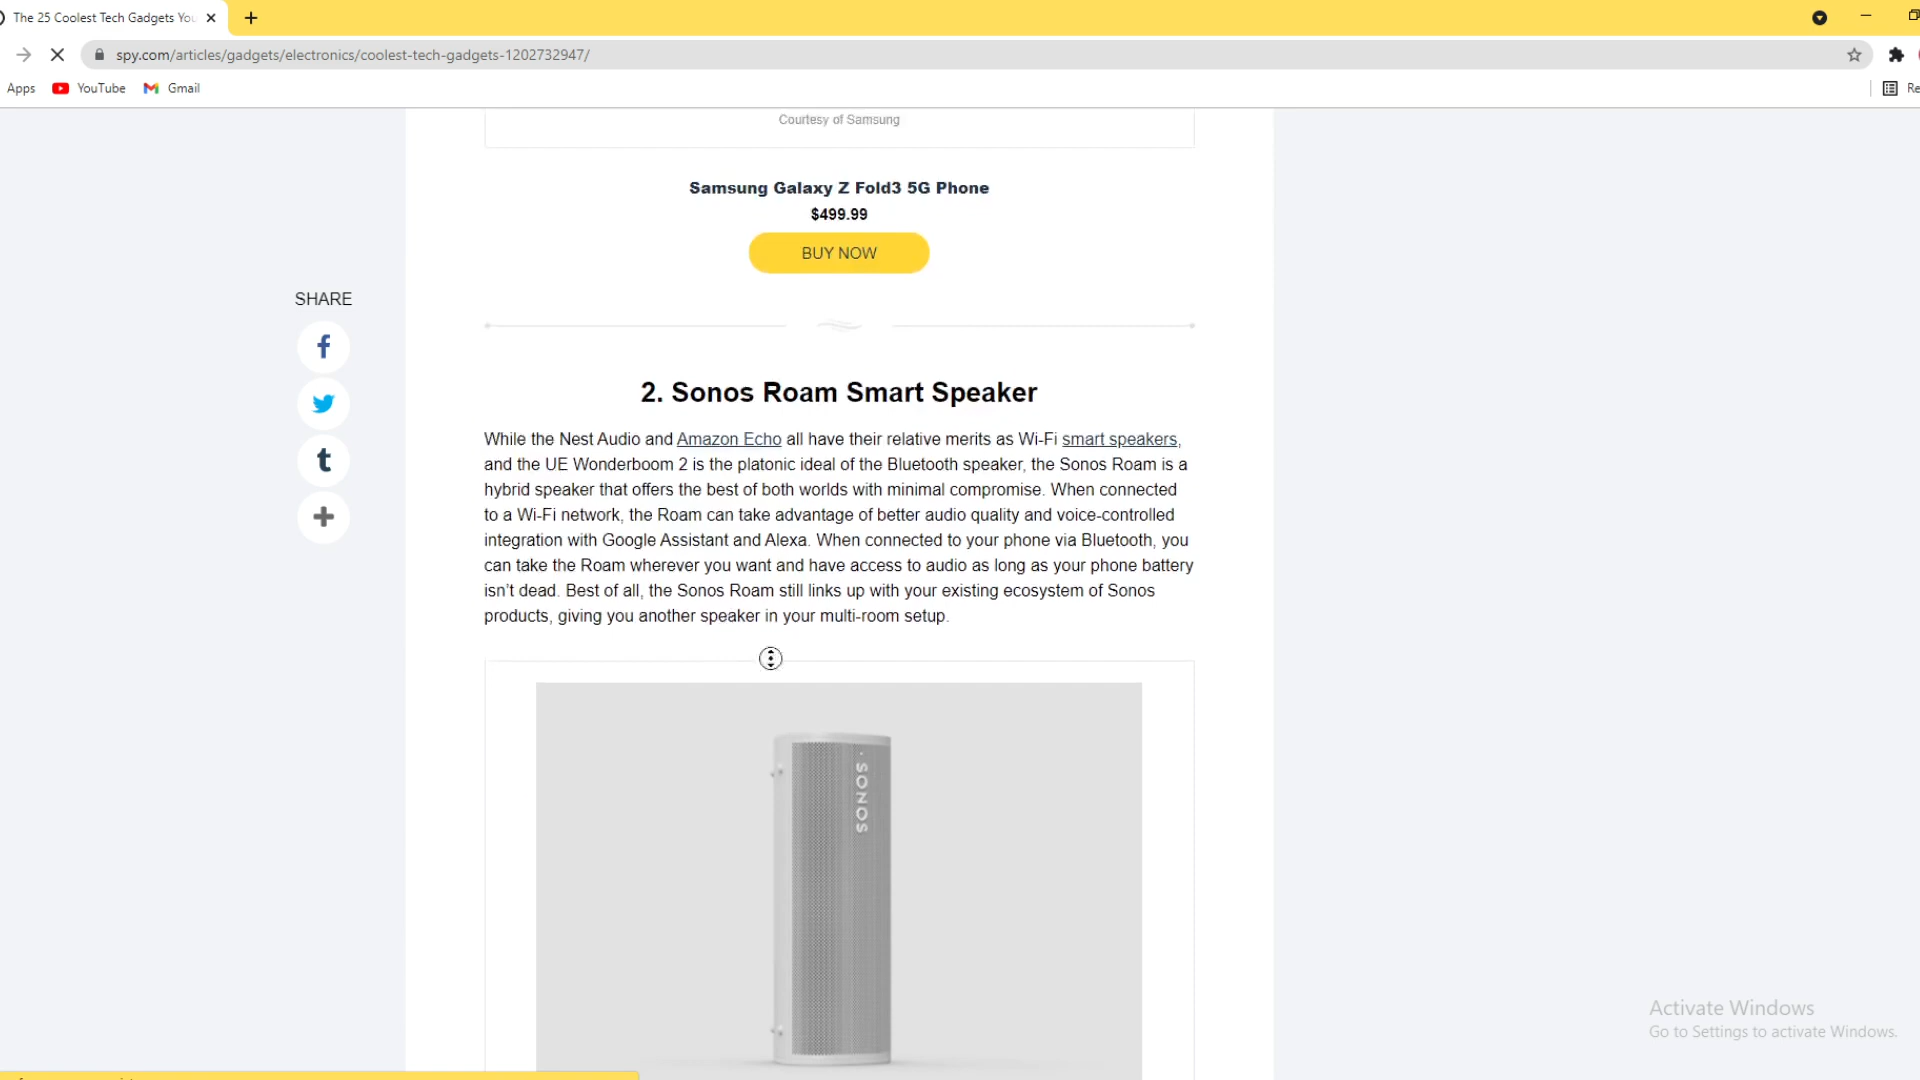 The 25 Coolest Tech Gadgets You
spy.com/articles/gadgets/electronics/coolest-tech-gadgets-1202732947/
Apps YouTube Gmail
Courtesy of Samsung
Samsung Galaxy Z Fold3 5G Phone
$499.99
BUY NOW
SHARE
2. Sonos Roam Smart Speaker
While the Nest Audio and Amazon Echo all have their relative merits as Wi-Fi smart speakers,
and the UE Wonderboom 2 is the platonic ideal of the Bluetooth speaker, the Sonos Roam is a
hybrid speaker that offers the best of both worlds with minimal compromise. When connected
to a Wi-Fi network, the Roam can take advantage of better audio quality and voice-controlled
integration with Google Assistant and Alexa. When connected to your phone via Bluetooth, you
can take the Roam wherever you want and have access to audio as long as your phone battery
isn’t dead. Best of all, the Sonos Roam still links up with your existing ecosystem of Sonos
products, giving you another speaker in your multi-room setup.
SONOS
Activate Windows
Go to Settings to activate Windows.